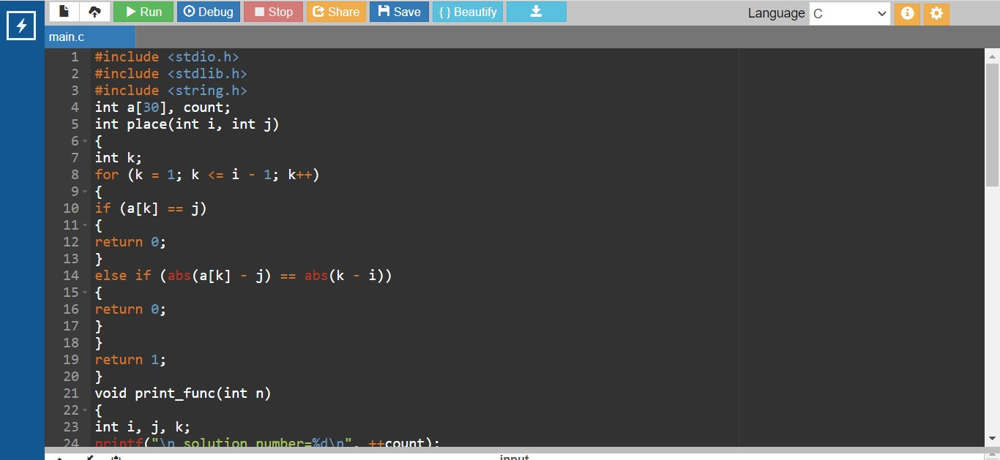 Run Debug Stop Share Save { } Beautify Language C
main.c
1 #include <stdio.h>
2 #include <stdlib.h>
3 #include <string.h>
4 int a[30], count;
5 int place(int i, int j)
6 {
7 int k;
8 for (k = 1; k <= i - 1; k++)
9 {
10 if (a[k] == j)
11 {
12 return 0;
13 }
14 else if (abs(a[k] - j) == abs(k - i))
15 {
16 return 0;
17 }
18 }
19 return 1;
20 }
21 void print_func(int n)
22 {
23 int i, j, k;
24 printf("\n solution number=%d\n", ++count);
input